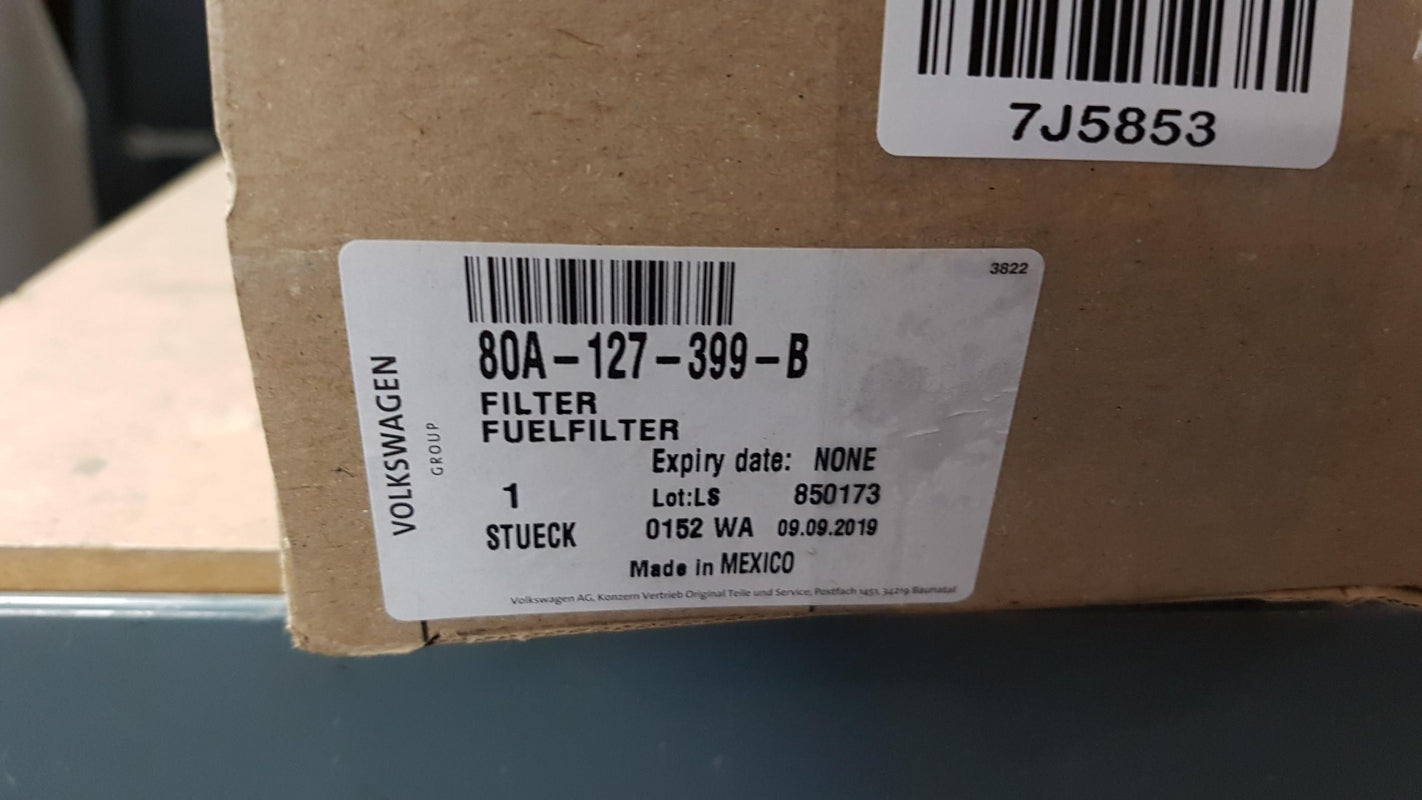 7J5853
3822
80A-127-399-B
FILTER
FUELFILTER
Expiry date: NONE
1 Lot:LS 850173
STUECK 0152 WA 09.09.2019
Made in MEXICO
Volkswagen AG, Konzern Vertrieb Original Teile und Service, Postfach 1451, 34219 Baunatal
VOLKSWAGEN
GROUP